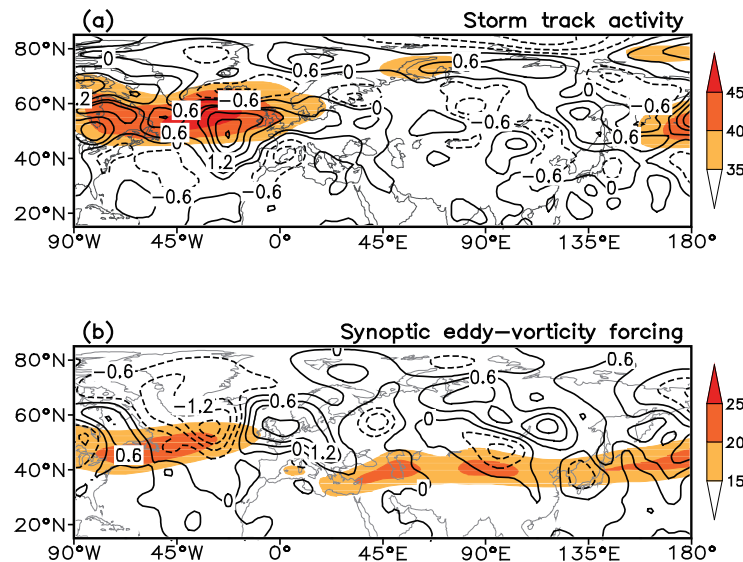 (a) Storm track activity
80°N
60°N
40°N
20°N
90°W 45°W 0° 45°E 90°E 135°E 180°
0 0.6 0 0.6
.2 0.6 −0.6 0 −0.6 −0.6
0.6 0 0.6
1.2 −0.6 0
−0.6 −0.6
45
40
35
(b) Synoptic eddy−vorticity forcing
80°N
60°N
40°N
20°N
90°W 45°W 0° 45°E 90°E 135°E 180°
0 0.6
−0.6 0.6
−1.2 0.6 0
0.6 0 1.2
0 0
25
20
15